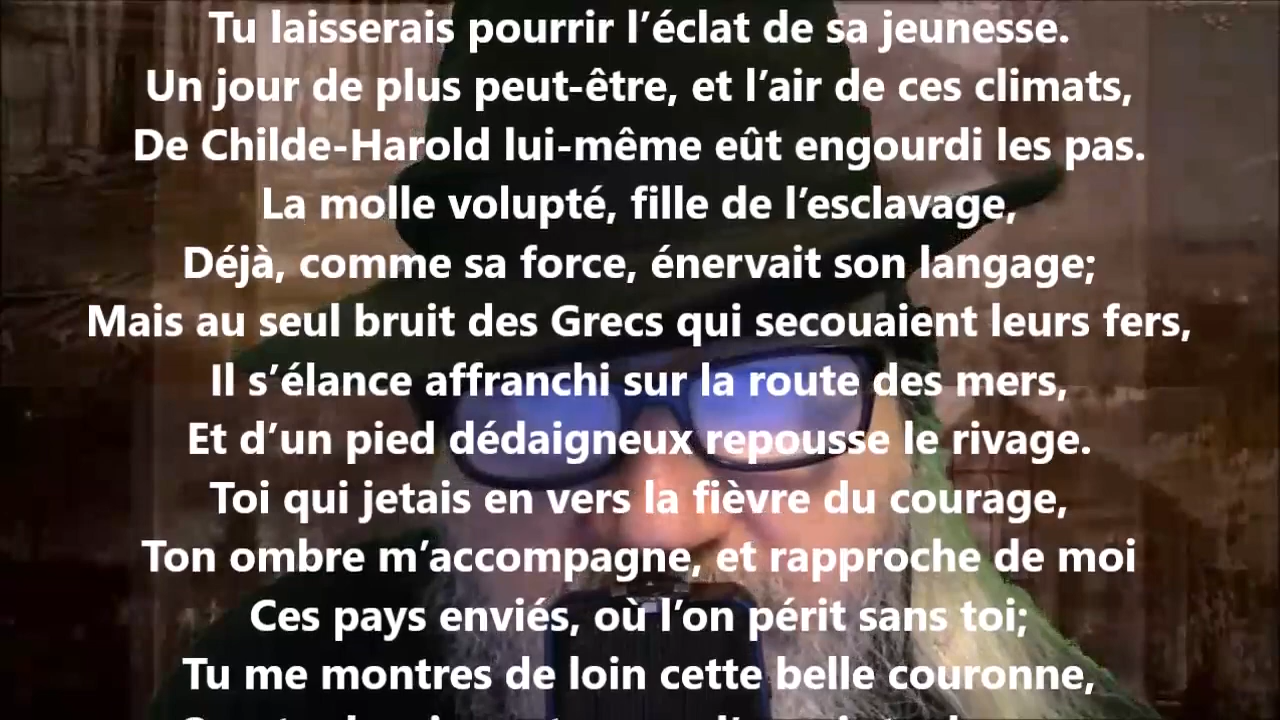 Tu laisserais pourrir l’éclat de sa jeunesse.
Un jour de plus peut-être, et l’air de ces climats,
De Childe-Harold lui-même eût engourdi les pas.
La molle volupté, fille de l’esclavage,
Déjà, comme sa force, énervait son langage;
Mais au seul bruit des Grecs qui secouaient leurs fers,
Il s’élance affranchi sur la route des mers,
Et d’un pied dédaigneux repousse le rivage.
Toi qui jetais en vers la fièvre du courage,
Ton ombre m’accompagne, et rapproche de moi
Ces pays enviés, où l’on périt sans toi;
Tu me montres de loin cette belle couronne,